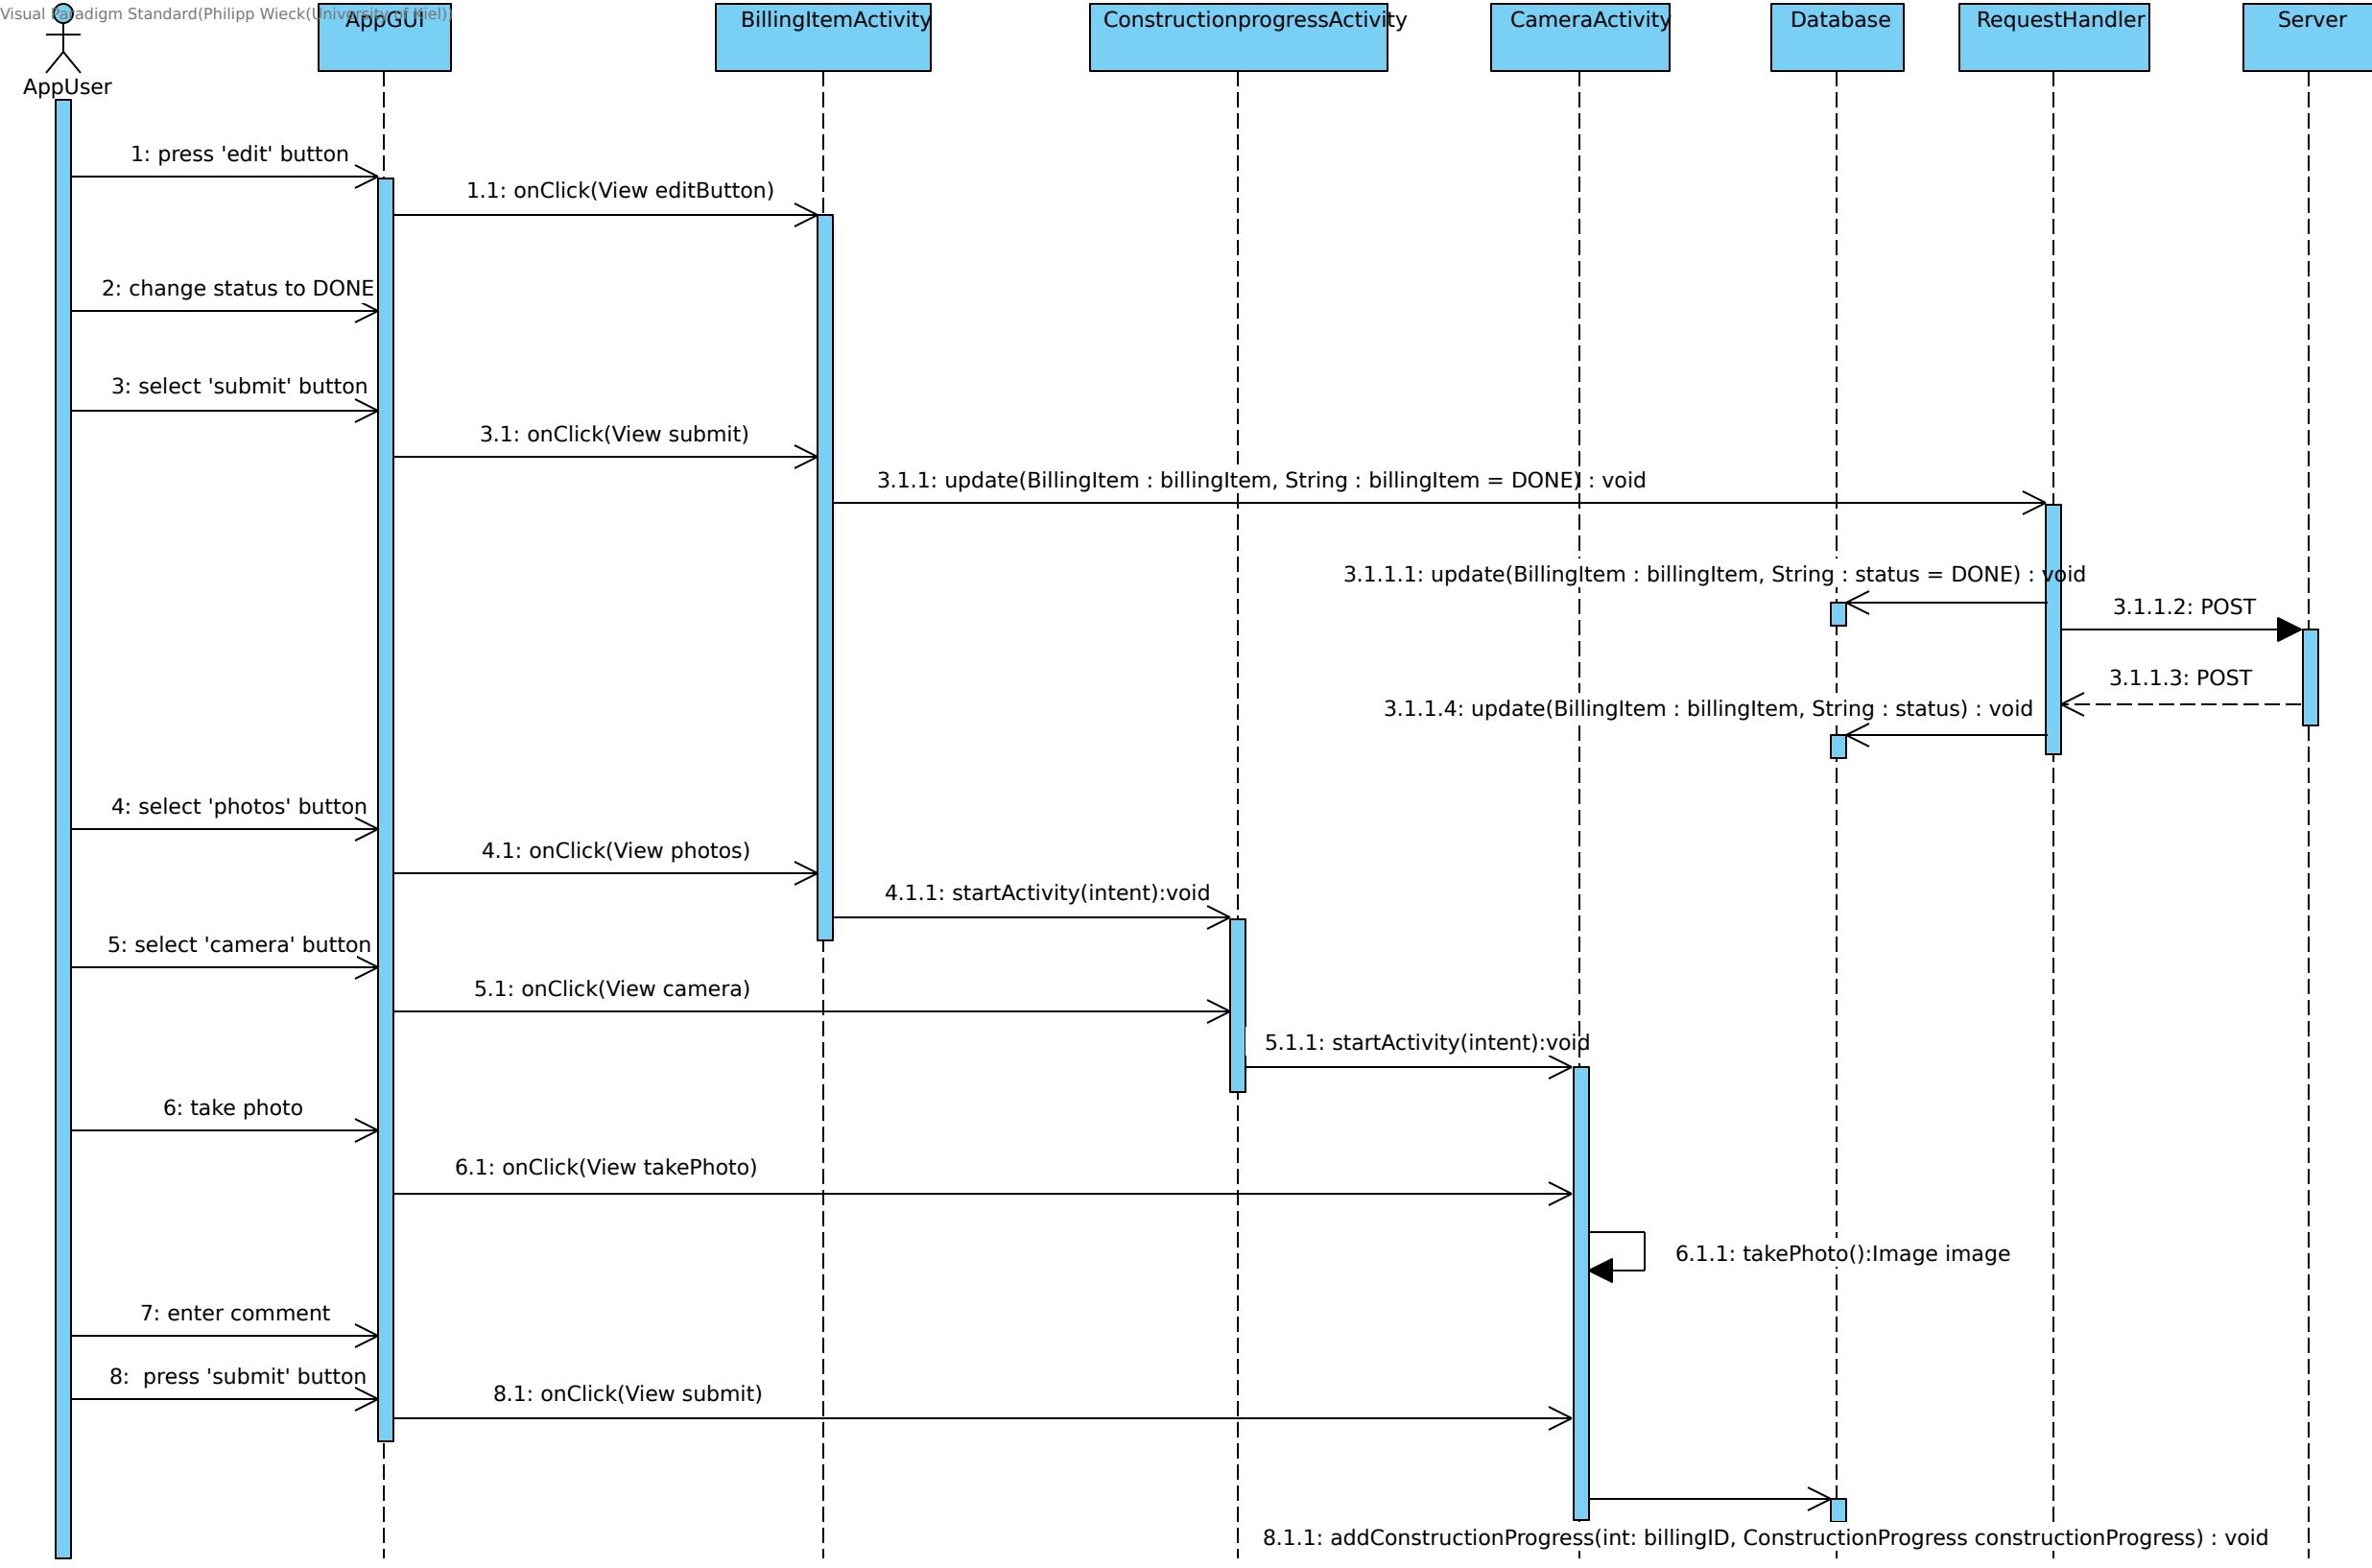 Visual Paradigm Standard(Philipp Wieck(University of Kiel))
AppUser
AppGUI
BillingItemActivity
ConstructionprogressActivity
CameraActivity
Database
RequestHandler
Server
1: press 'edit' button
1.1: onClick(View editButton)
2: change status to DONE
3: select 'submit' button
3.1: onClick(View submit)
3.1.1: update(BillingItem : billingItem, String : billingItem = DONE) : void
3.1.1.1: update(BillingItem : billingItem, String : status = DONE) : void
3.1.1.2: POST
3.1.1.3: POST
3.1.1.4: update(BillingItem : billingItem, String : status) : void
4: select 'photos' button
4.1: onClick(View photos)
4.1.1: startActivity(intent):void
5: select 'camera' button
5.1: onClick(View camera)
5.1.1: startActivity(intent):void
6: take photo
6.1: onClick(View takePhoto)
6.1.1: takePhoto():Image image
7: enter comment
8:  press 'submit' button
8.1: onClick(View submit)
8.1.1: addConstructionProgress(int: billingID, ConstructionProgress constructionProgress) : void